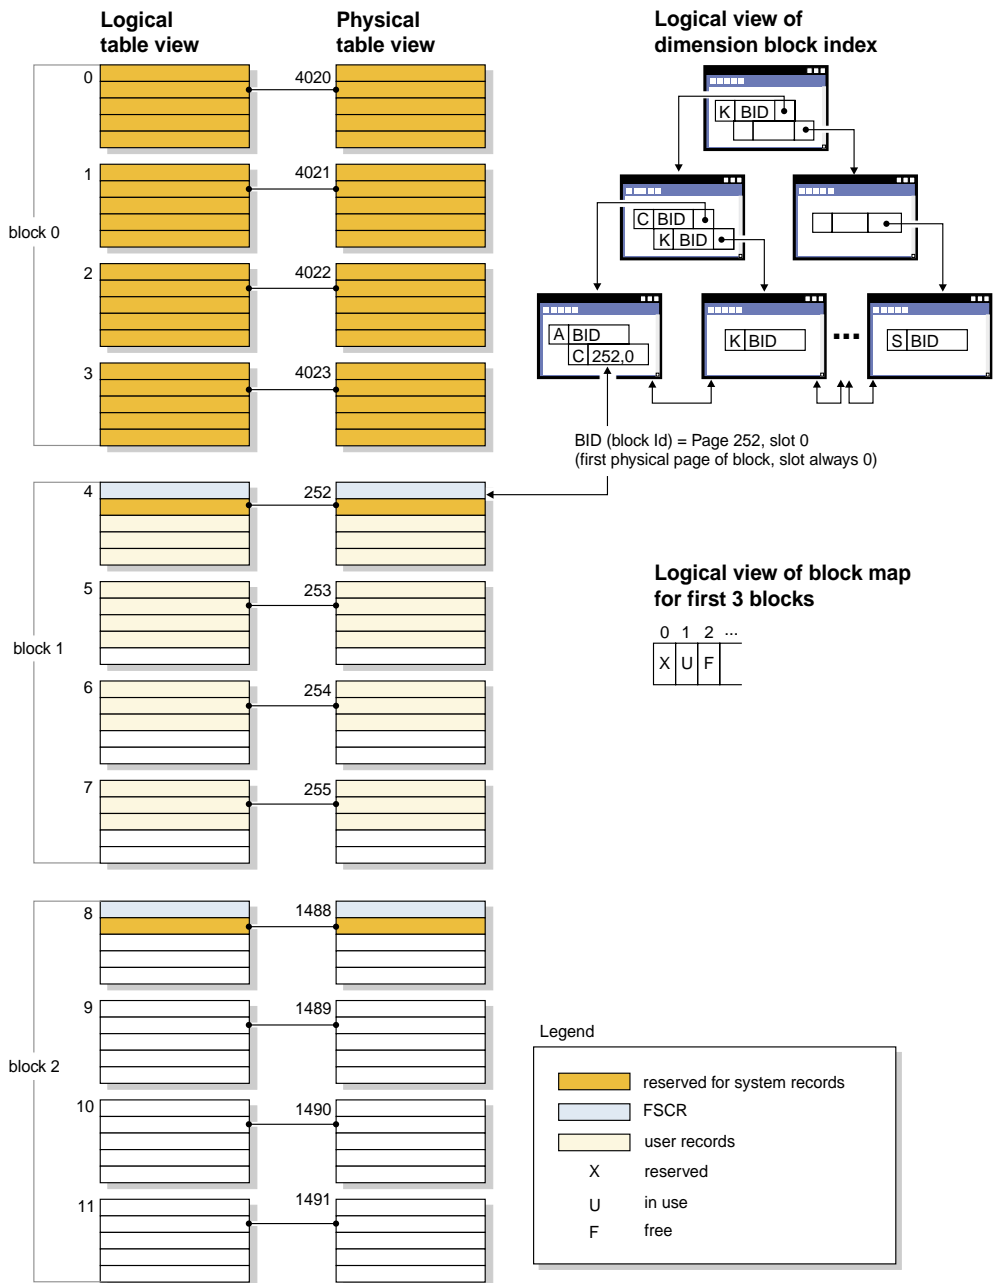 Logical
table view
Physical
table view
Logical view of
dimension block index
0
4020
1
4021
block 0
2
4022
3
4023
K BID
C BID
K BID
A BID
C 252,0
K BID
...
S BID
BID (block Id) = Page 252, slot 0
(first physical page of block, slot always 0)
4
252
5
253
block 1
6
254
7
255
Logical view of block map
for first 3 blocks
0 1 2 ...
X U F
8
1488
9
1489
block 2
10
1490
11
1491
Legend
reserved for system records
FSCR
user records
X reserved
U in use
F free